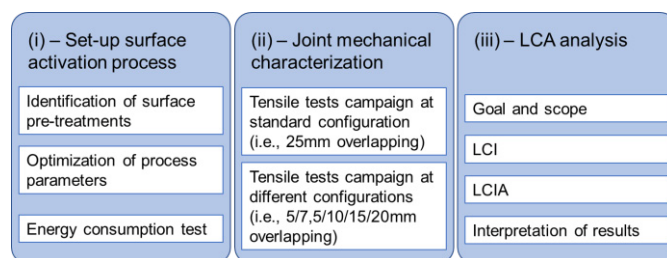 (i) – Set-up surface
activation process
Identification of surface
pre-treatments
Optimization of process
parameters
Energy consumption test
(ii) – Joint mechanical
characterization
Tensile tests campaign at
standard configuration
(i.e., 25mm overlapping)
Tensile tests campaign at
different configurations
(i.e., 5/7,5/10/15/20mm
overlapping)
(iii) – LCA analysis
Goal and scope
LCI
LCIA
Interpretation of results